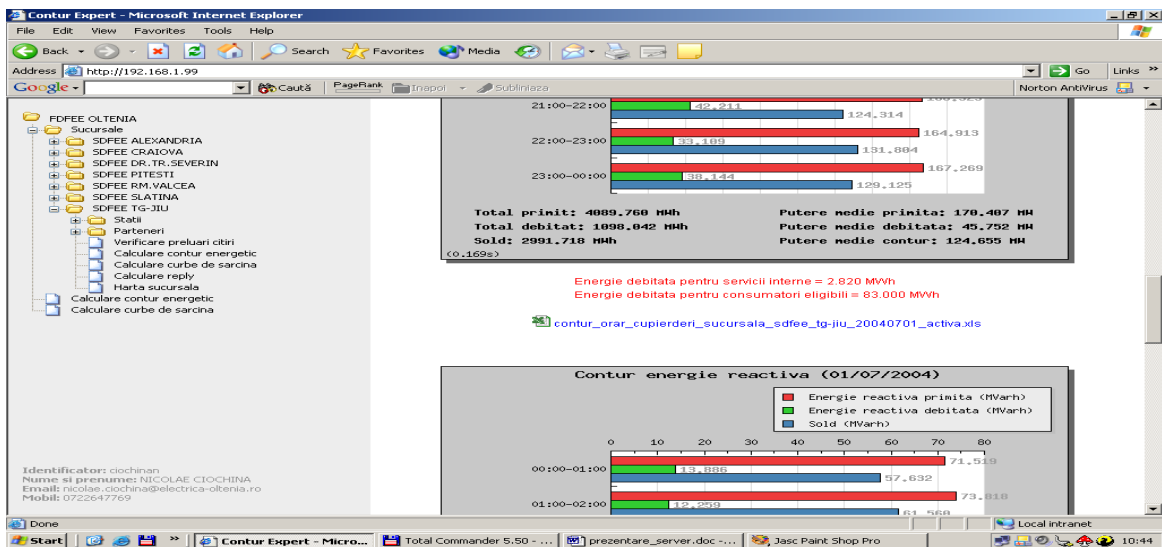 Contur Expert - Microsoft Internet Explorer
File Edit View Favorites Tools Help
Back Search Favorites Media
Address http://192.168.1.99 Go Links »
Google Caută PageRank Inapoi Subliniaza Norton AntiVirus
FDFEE OLTENIA
Sucursale
SDFEE ALEXANDRIA
SDFEE CRAIOVA
SDFEE DR.TR.SEVERIN
SDFEE PITESTI
SDFEE RM.VALCEA
SDFEE SLATINA
SDFEE TG-JIU
Statii
Parteneri
Verificare preluari citiri
Calculare contur energetic
Calculare curbe de sarcina
Calculare reply
Harta sucursala
Calculare contur energetic
Calculare curbe de sarcina
Identificator: ciochinan
Nume si prenume: NICOLAE CIOCHINA
Email: nicolae.ciochina@electrica-oltenia.ro
Mobil: 0722647769
21:00-22:00 42,211
124,314
164,913
22:00-23:00 33,109
131,804
167,269
23:00-00:00 38,144
129,125
Total primit: 4089.760 MWh Putere medie primita: 170.407 MW
Total debitat: 1098.042 MWh Putere medie debitata: 45.752 MW
Sold: 2991.718 MWh Putere medie contur: 124.655 MW
(0.169s)
Energie debitata pentru servicii interne = 2.820 MWh
Energie debitata pentru consumatori eligibili = 83.000 MWh
contur_orar_cupierderi_sucursala_sdfee_tg-jiu_20040701_activa.xls
Contur energie reactiva (01/07/2004)
Energie reactiva primita (MVarh)
Energie reactiva debitata (MVarh)
Sold (MVarh)
0 10 20 30 40 50 60 70 80
71,519
00:00-01:00 13,886
57,632
73,818
01:00-02:00 12,259
61,560
Done Local intranet
Start » Contur Expert - Micro... Total Commander 5.50 - ... prezentare_server.doc -... Jasc Paint Shop Pro 10:44